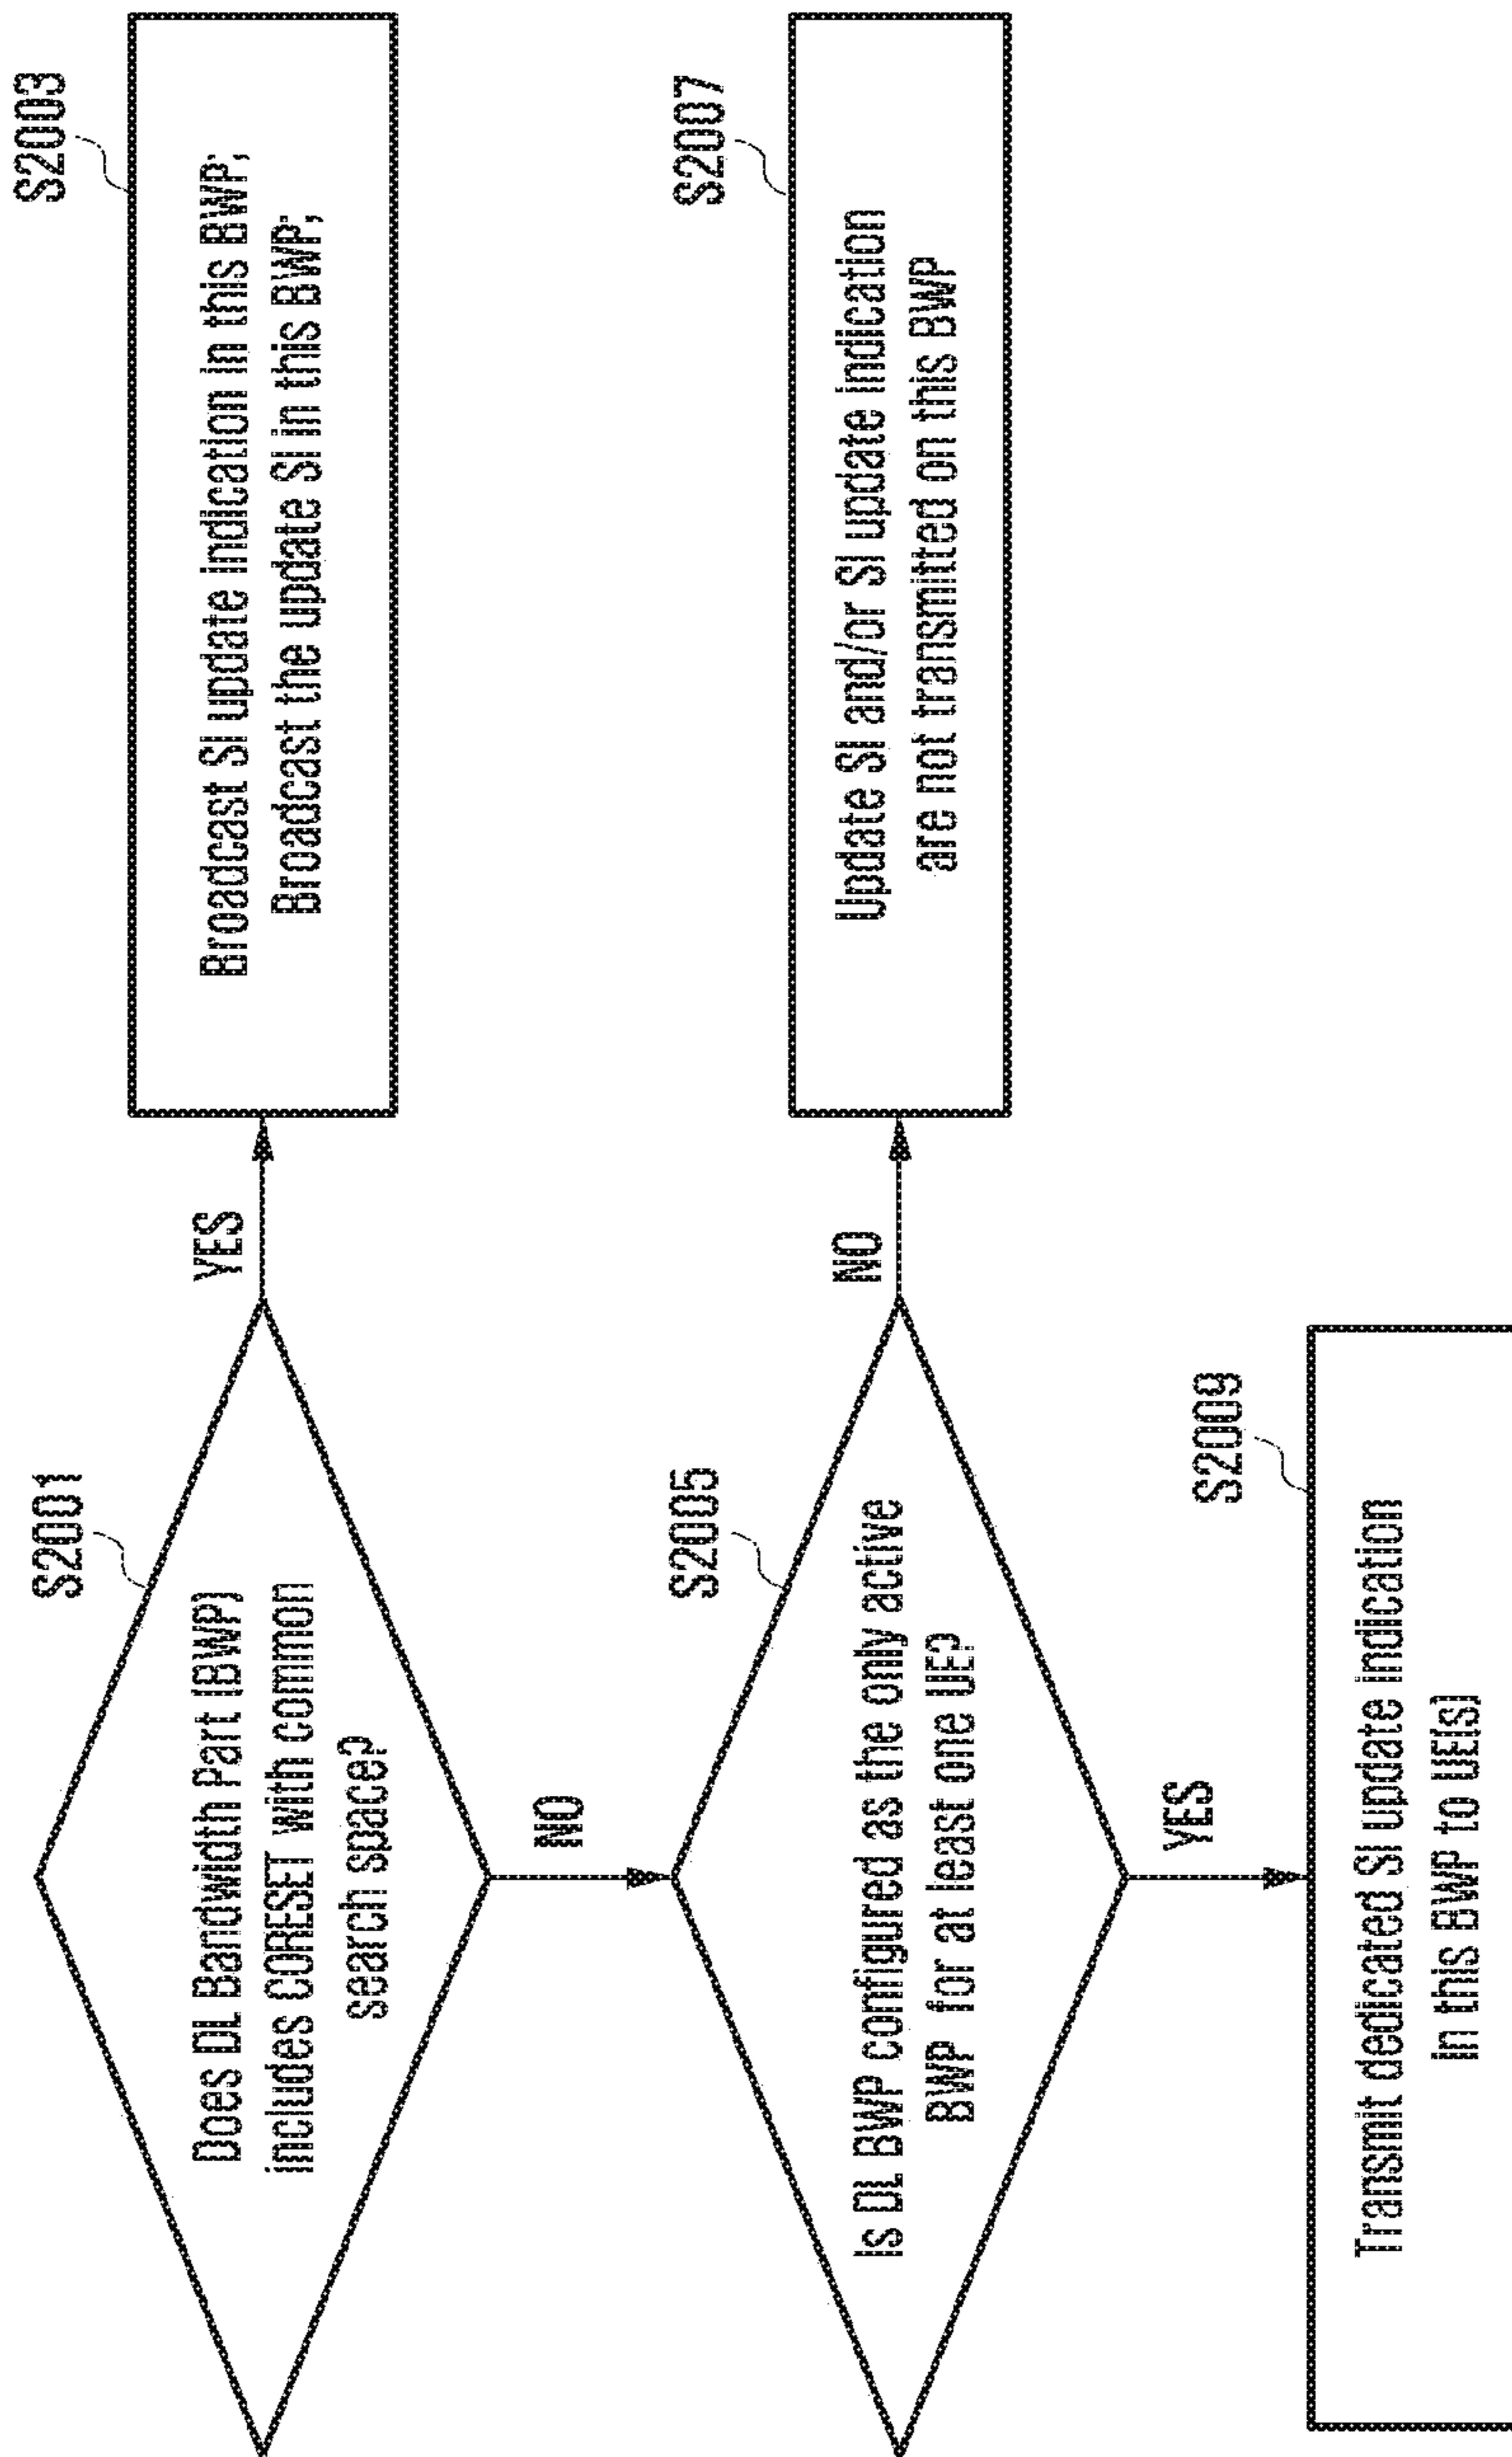 S2001
Does DL Bandwidth Part (BWP)
includes CORESET with common
search space?
YES
S2003
Broadcast SI update indication in this BWP;
Broadcast the update SI in this BWP;
NO
S2005
Is DL BWP configured as the only active
BWP for at least one UE?
NO
S2007
Update SI and/or SI update indication
are not transmitted on this BWP
YES
S2009
Transmit dedicated SI update indication
in this BWP to UE(s)